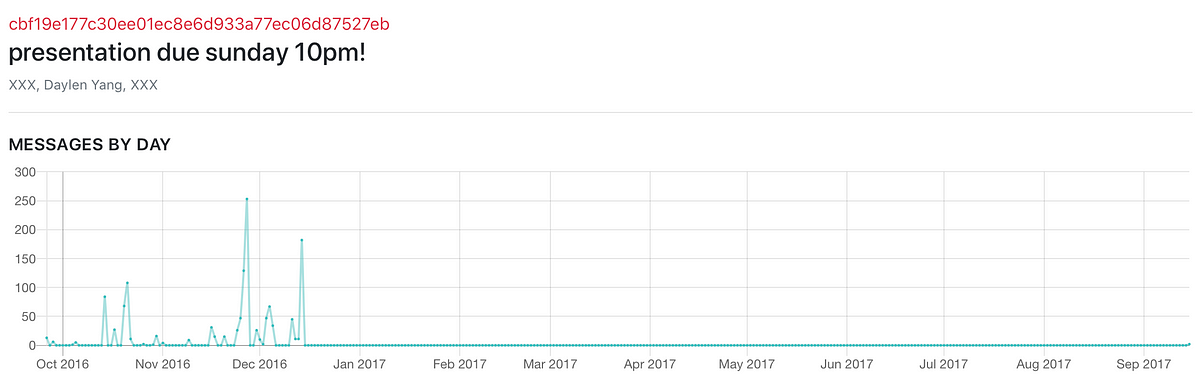 cbf19e177c30ee01ec8e6d933a77ec06d87527eb
presentation due sunday 10pm!
XXX, Daylen Yang, XXX
MESSAGES BY DAY
300
250
200
150
100
50
0
Oct 2016 Nov 2016 Dec 2016 Jan 2017 Feb 2017 Mar 2017 Apr 2017 May 2017 Jun 2017 Jul 2017 Aug 2017 Sep 2017